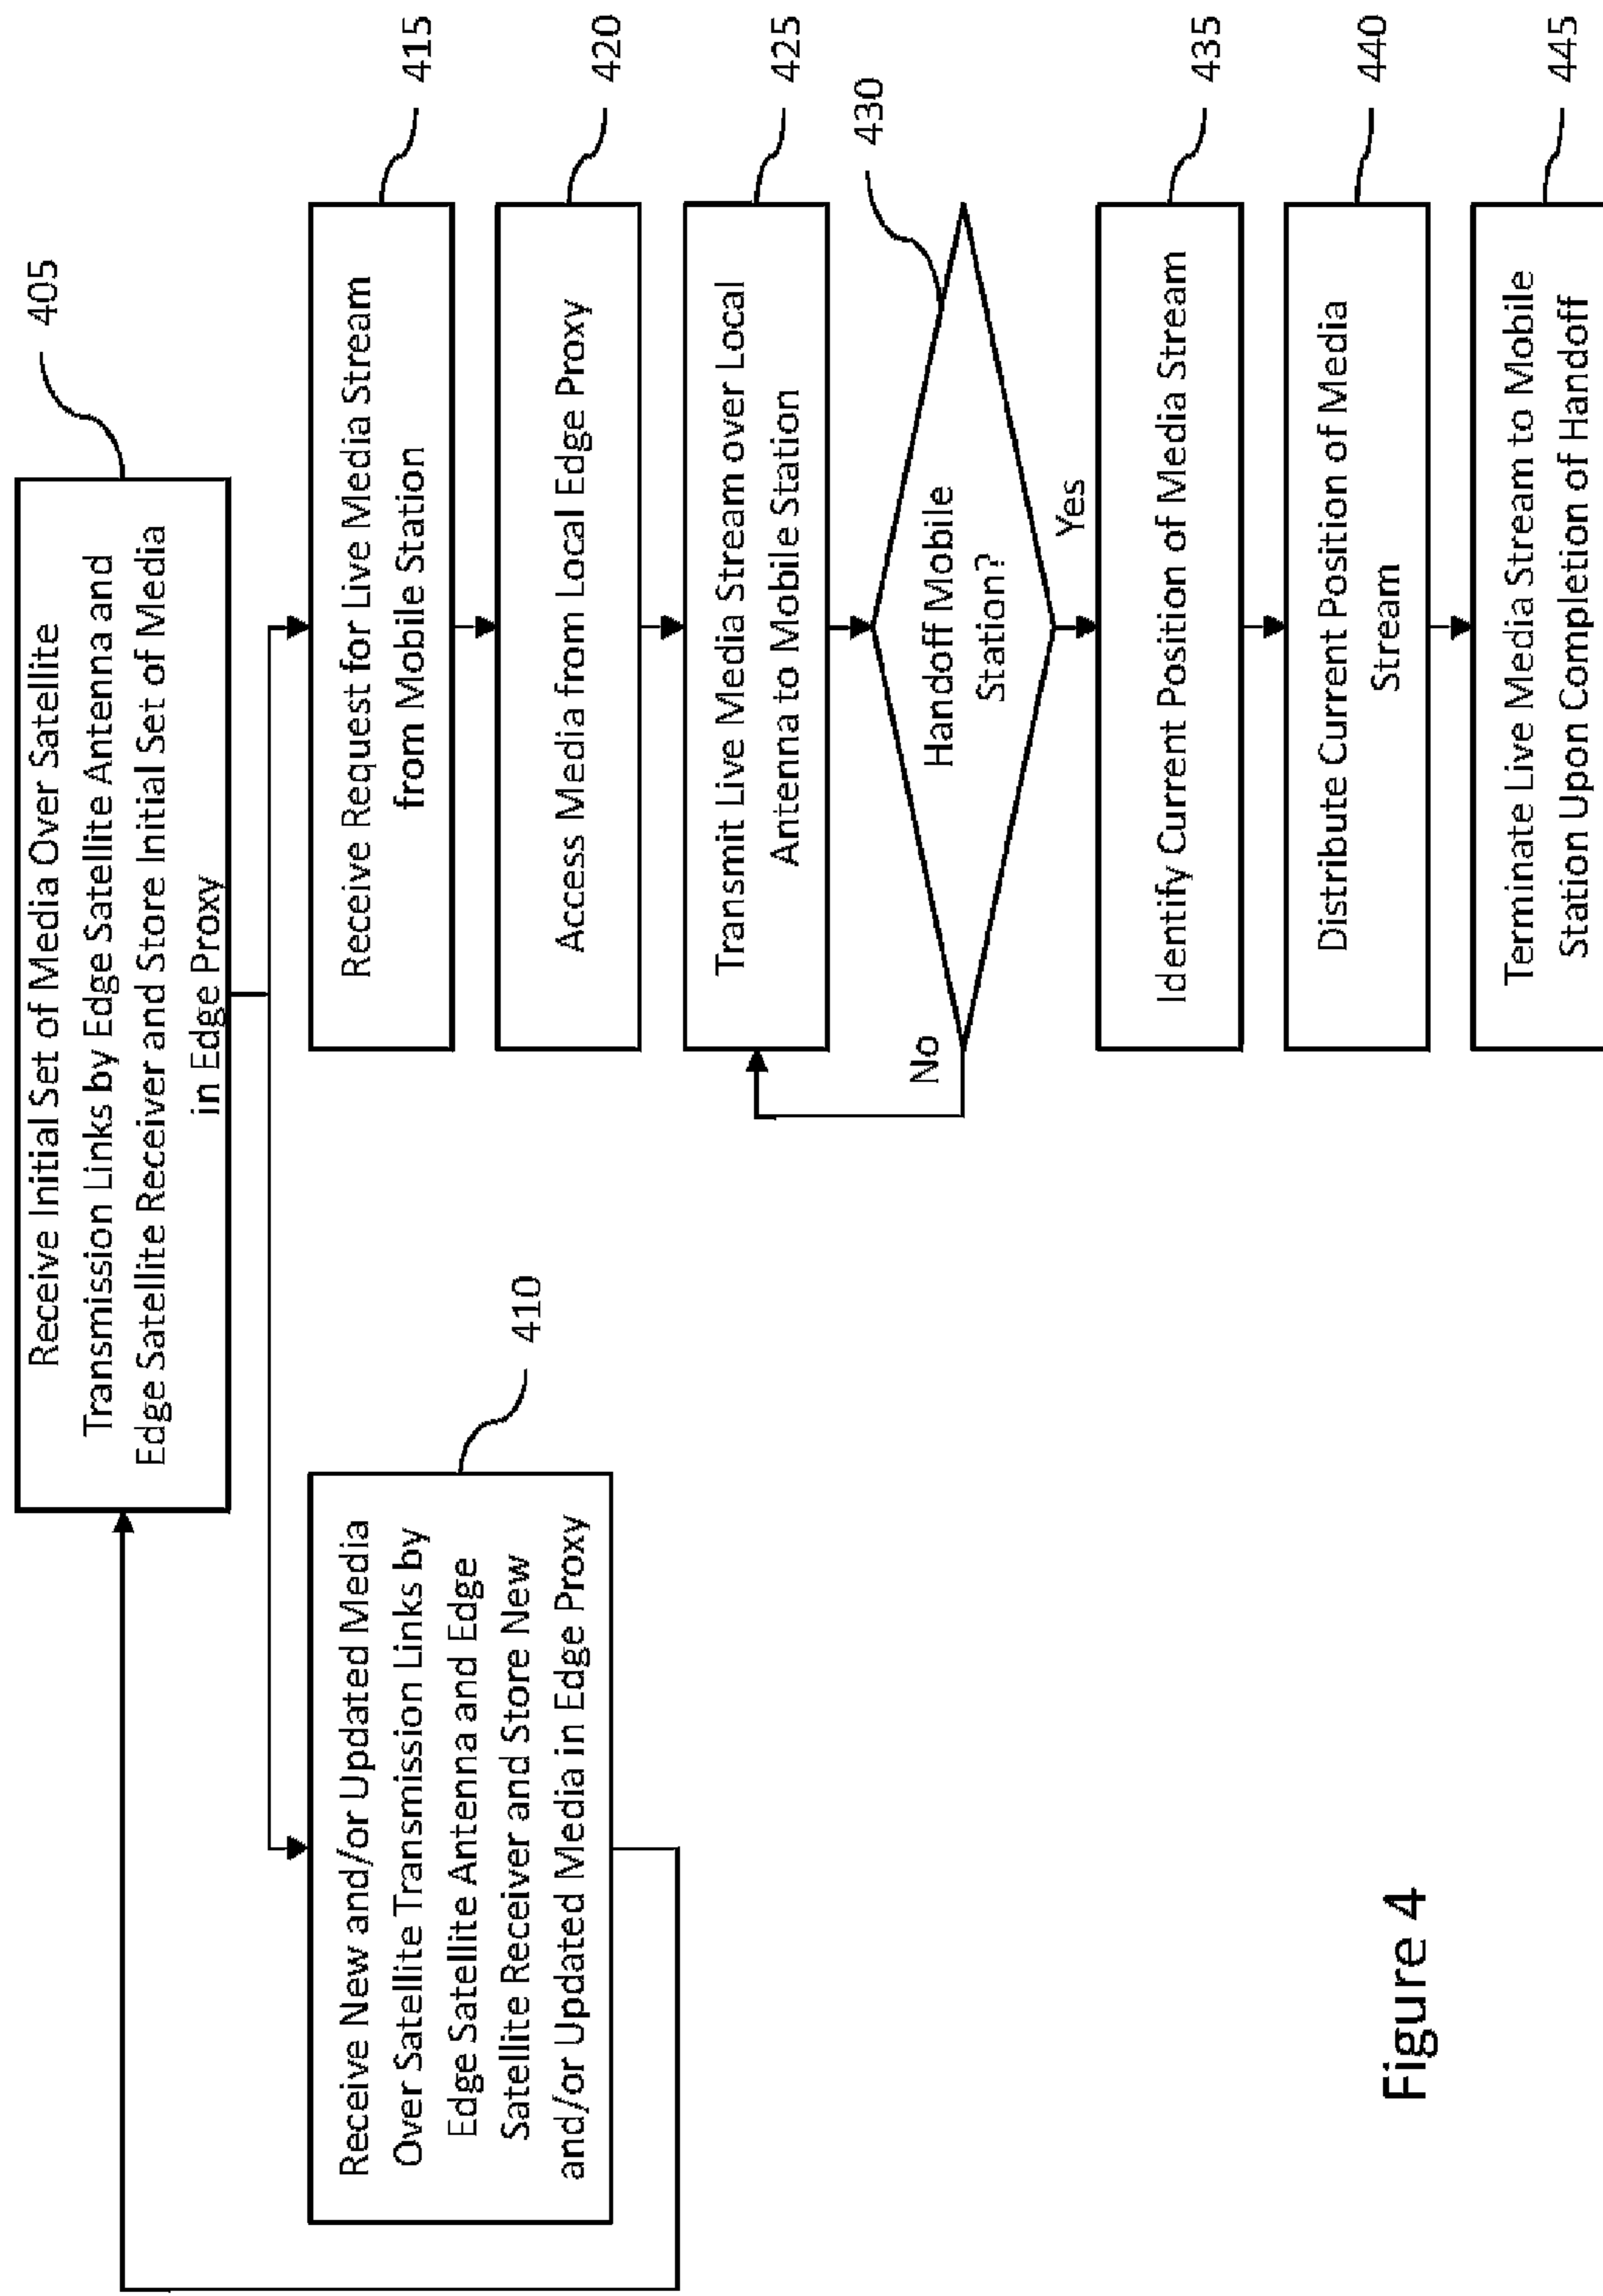 Receive Initial Set of Media Over Satellite
Transmission Links by Edge Satellite Antenna and
Edge Satellite Receiver and Store Initial Set of Media
in Edge Proxy
405
Receive New and/or Updated Media
Over Satellite Transmission Links by
Edge Satellite Antenna and Edge
Satellite Receiver and Store New
and/or Updated Media in Edge Proxy
410
Receive Request for Live Media Stream
from Mobile Station
415
Access Media from Local Edge Proxy
420
Transmit Live Media Stream over Local
Antenna to Mobile Station
425
No
Handoff Mobile
Station?
430
Yes
Identify Current Position of Media Stream
435
Distribute Current Position of Media
Stream
440
Terminate Live Media Stream to Mobile
Station Upon Completion of Handoff
445
Figure 4